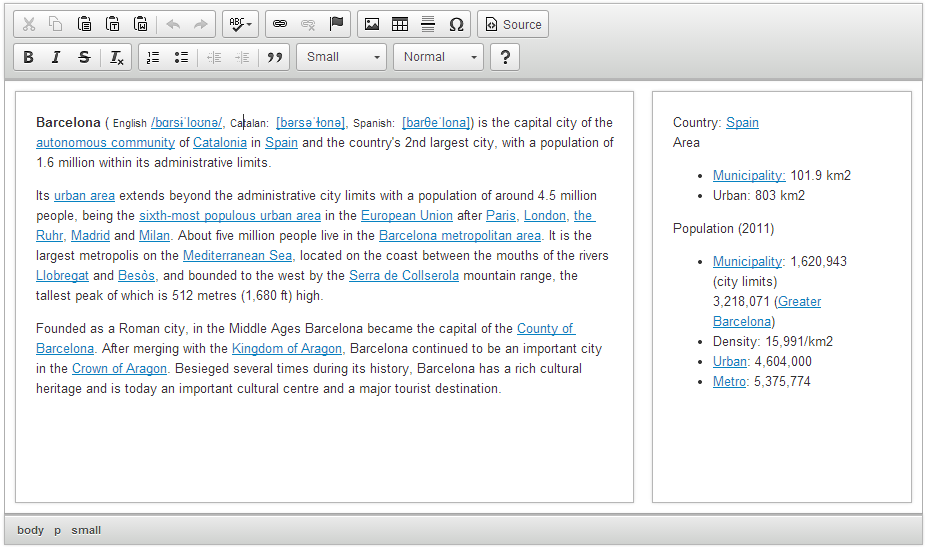 ABC
Source
B I S Tx
Small
Normal
?
Barcelona ( English /bɑrsɨˈloʊnə/, Catalan: [bərsəˈɫonə], Spanish: [barθeˈlona]) is the capital city of the
autonomous community of Catalonia in Spain and the country's 2nd largest city, with a population of
1.6 million within its administrative limits.
Its urban area extends beyond the administrative city limits with a population of around 4.5 million
people, being the sixth-most populous urban area in the European Union after Paris, London, the
Ruhr, Madrid and Milan. About five million people live in the Barcelona metropolitan area. It is the
largest metropolis on the Mediterranean Sea, located on the coast between the mouths of the rivers
Llobregat and Besòs, and bounded to the west by the Serra de Collserola mountain range, the
tallest peak of which is 512 metres (1,680 ft) high.
Founded as a Roman city, in the Middle Ages Barcelona became the capital of the County of
Barcelona. After merging with the Kingdom of Aragon, Barcelona continued to be an important city
in the Crown of Aragon. Besieged several times during its history, Barcelona has a rich cultural
heritage and is today an important cultural centre and a major tourist destination.
Country: Spain
Area
• Municipality: 101.9 km2
• Urban: 803 km2
Population (2011)
• Municipality: 1,620,943
(city limits)
3,218,071 (Greater
Barcelona)
• Density: 15,991/km2
• Urban: 4,604,000
• Metro: 5,375,774
body p small